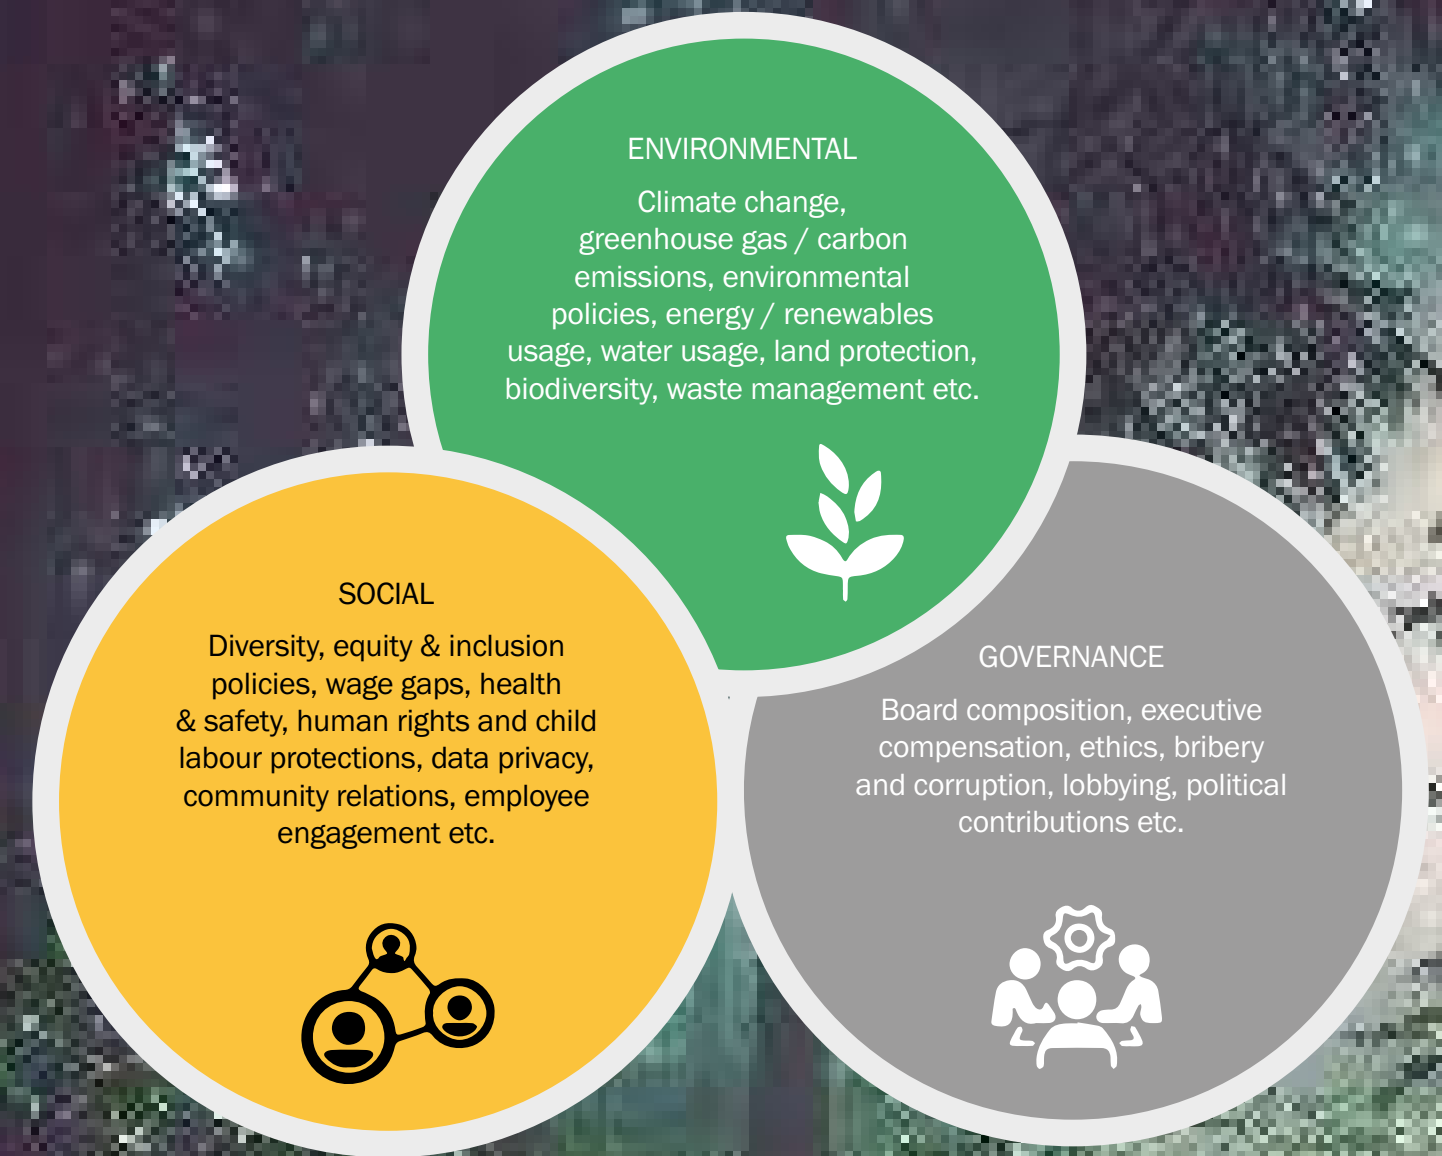 ENVIRONMENTAL
Climate change,
greenhouse gas / carbon
emissions, environmental
policies, energy / renewables
usage, water usage, land protection,
biodiversity, waste management etc.
SOCIAL
Diversity, equity & inclusion
policies, wage gaps, health
& safety, human rights and child
labour protections, data privacy,
community relations, employee
engagement etc.
GOVERNANCE
Board composition, executive
compensation, ethics, bribery
and corruption, lobbying, political
contributions etc.